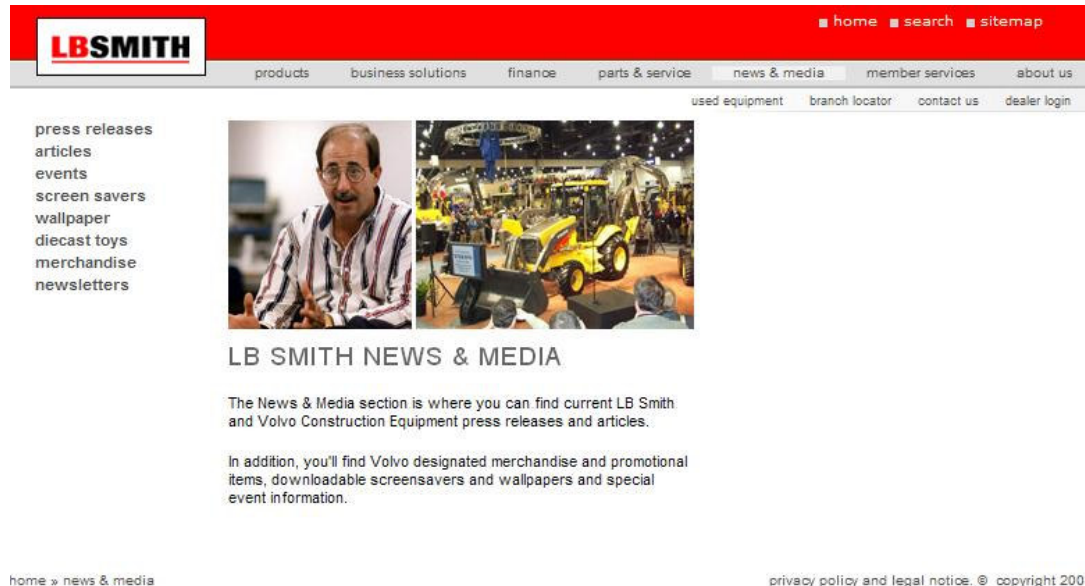 home search sitemap
LBSMITH
products business solutions finance parts & service news & media member services about us
used equipment branch locator contact us dealer login
press releases
articles
events
screen savers
wallpaper
diecast toys
merchandise
newsletters
LB SMITH NEWS & MEDIA
The News & Media section is where you can find current LB Smith
and Volvo Construction Equipment press releases and articles.
In addition, you'll find Volvo designated merchandise and promotional
items, downloadable screensavers and wallpapers and special
event information.
home » news & media
privacy policy and legal notice. © copyright 200